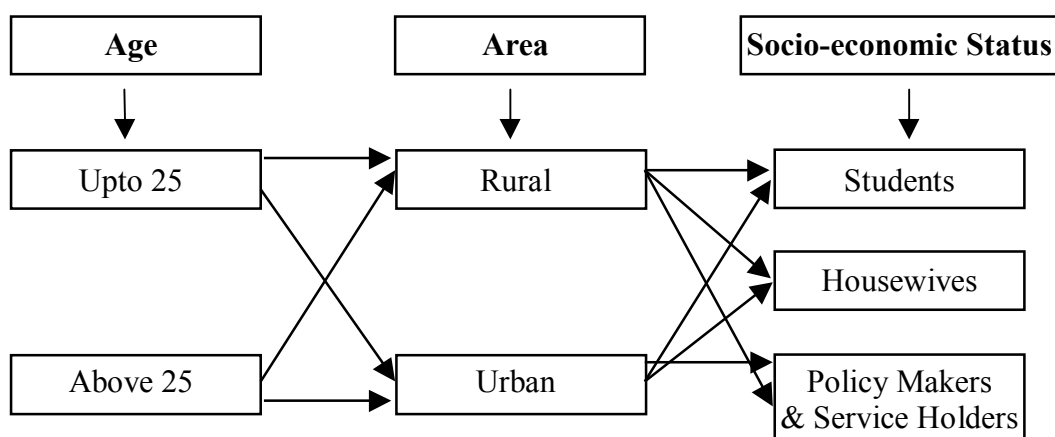 Age
Area
Socio-economic Status
Upto 25
Rural
Students
Housewives
Above 25
Urban
Policy Makers
& Service Holders